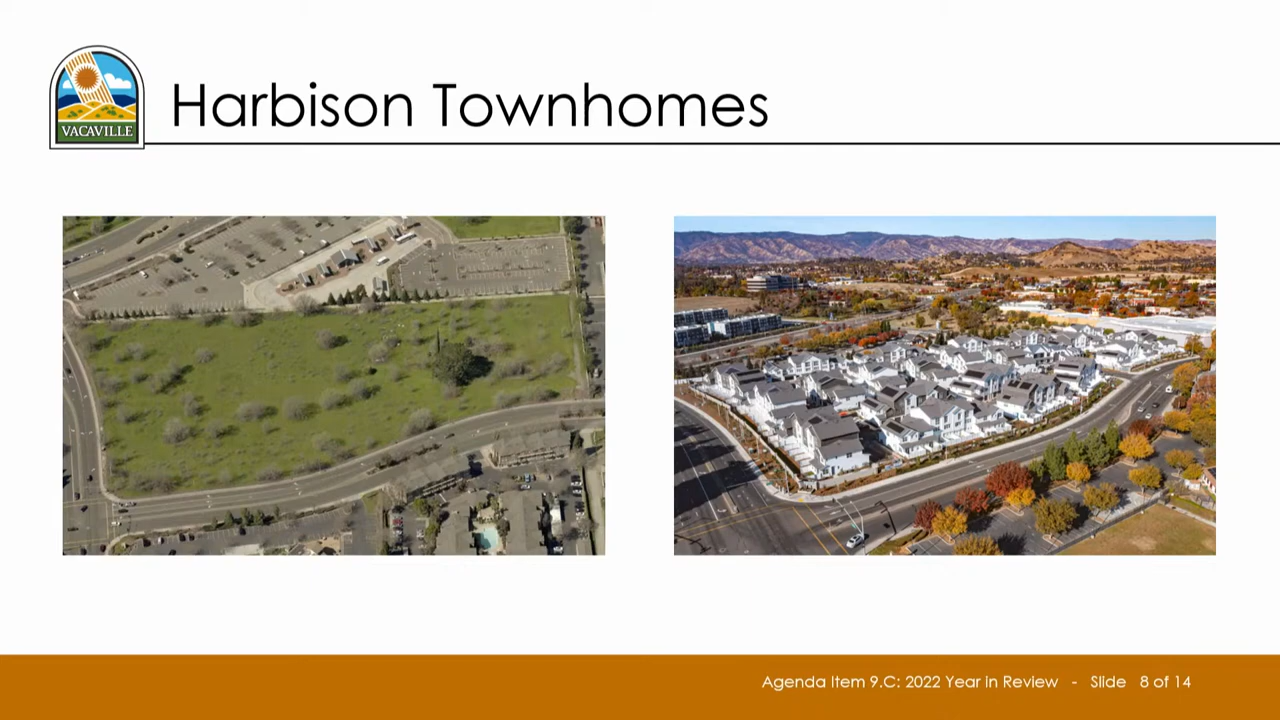 VACAVILLE
Harbison Townhomes
Agenda Item 9.C: 2022 Year in Review - Slide 8 of 14